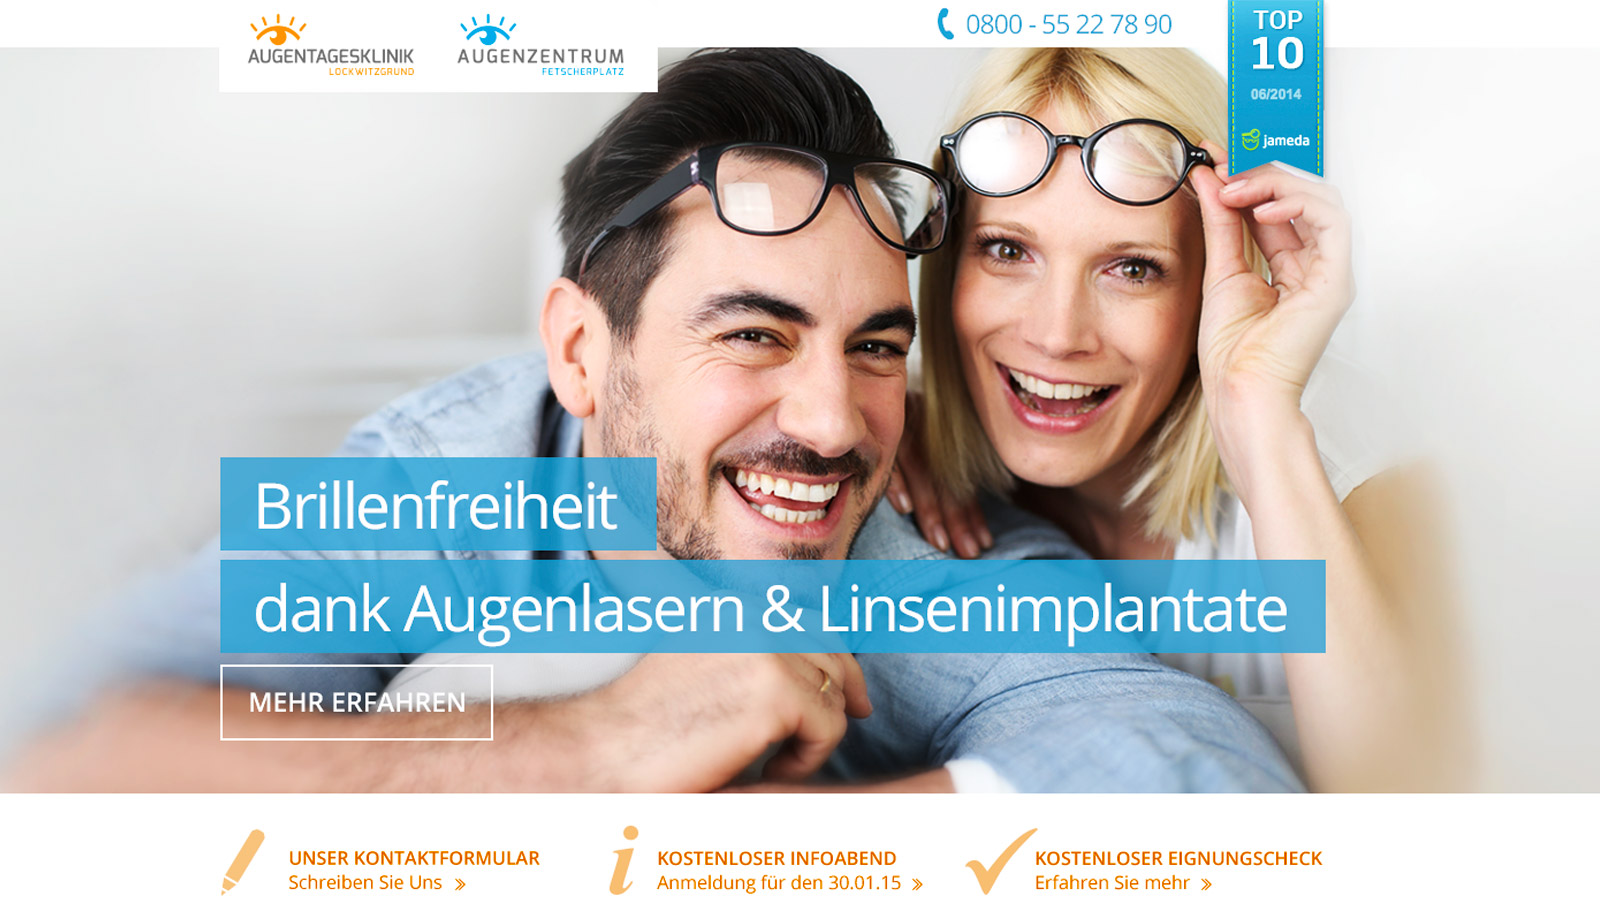 AUGENTAGESKLINIK
LOCKWITZGRUND
AUGENZENTRUM
FETSCHERPLATZ
0800 - 55 22 78 90
TOP
10
06/2014
jameda
Brillenfreiheit
dank Augenlasern & Linsenimplantate
MEHR ERFAHREN
UNSER KONTAKTFORMULAR
Schreiben Sie Uns »
KOSTENLOSER INFOABEND
Anmeldung für den 30.01.15 »
KOSTENLOSER EIGNUNGSCHECK
Erfahren Sie mehr »